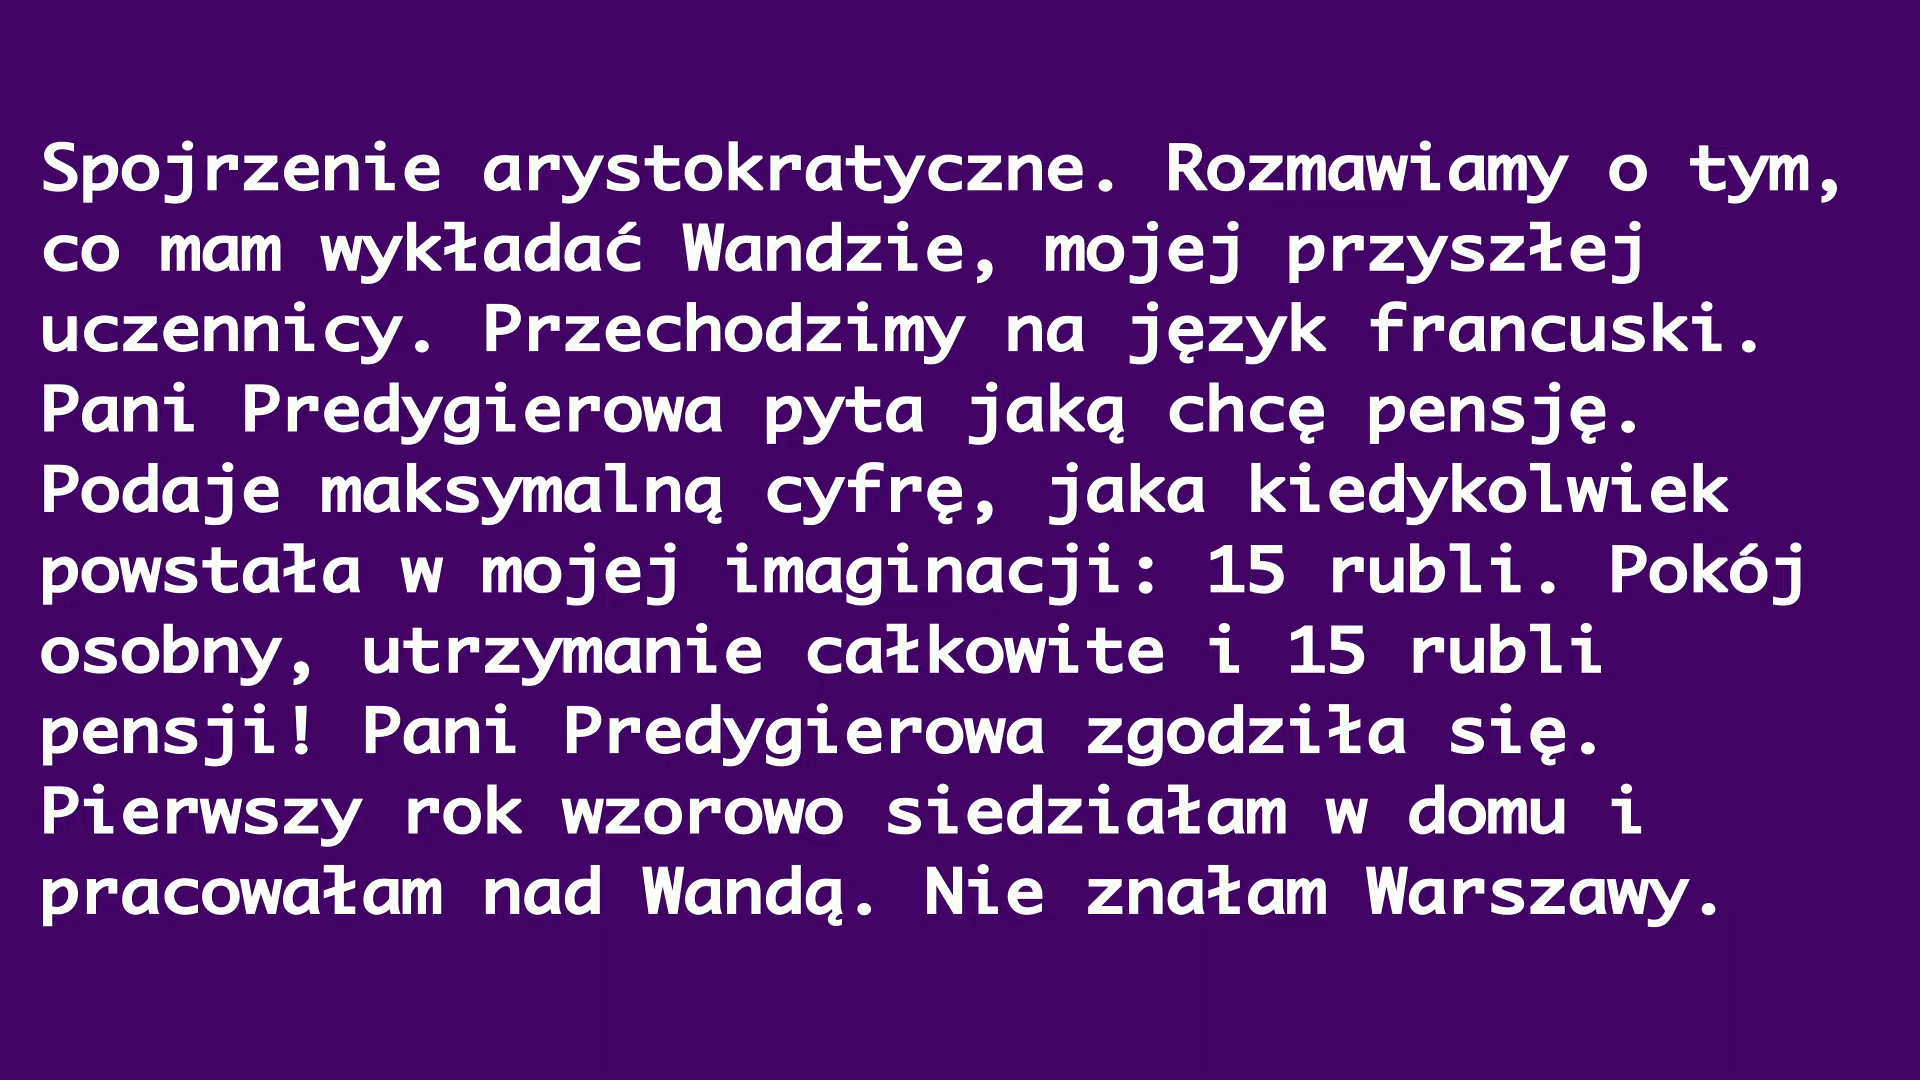 Spojrzenie arystokratyczne. Rozmawiamy o tym,
co mam wykładać Wandzie, mojej przyszłej
uczennicy. Przechodzimy na język francuski.
Pani Predygierowa pyta jaką chcę pensję.
Podaje maksymalną cyfrę, jaka kiedykolwiek
powstała w mojej imaginacji: 15 rubli. Pokój
osobny, utrzymanie całkowite i 15 rubli
pensji! Pani Predygierowa zgodziła się.
Pierwszy rok wzorowo siedziałam w domu i
pracowałam nad Wandą. Nie znałam Warszawy.